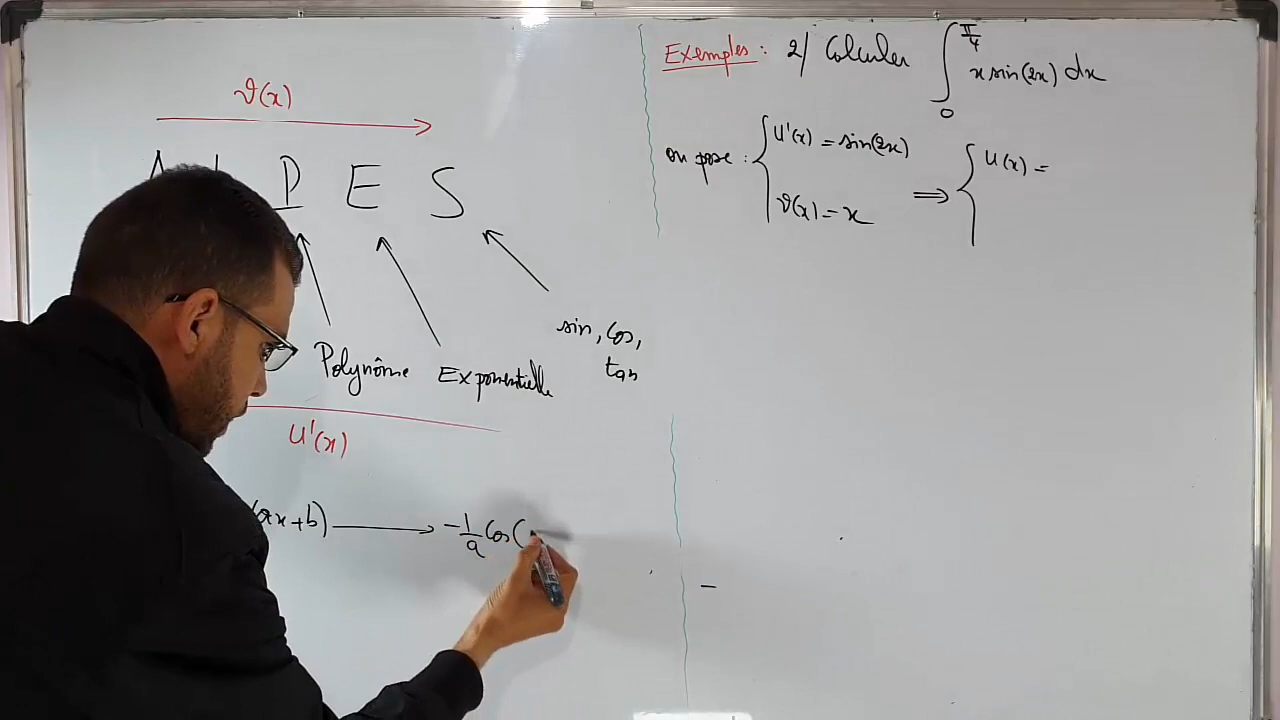 ϑ(x)
P E S
Polynôme
Exponentielle
sin, cos,
tan
U'(x)
(ax+b) → -1/a Cos(
Exemples : 2/ Calculer ∫₀^(π/4) x sin(2x) dx
on pose : { U'(x) = sin(2x) ⟹ { U(x) =
ϑ(x) = x